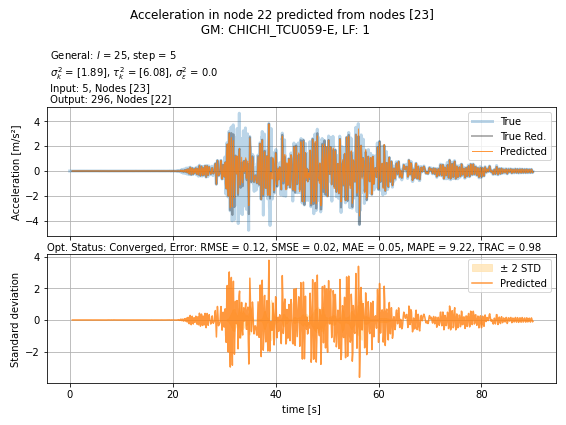 Acceleration in node 22 predicted from nodes [23]
GM: CHICHI_TCU059-E, LF: 1
General: l = 25, step = 5
σ²ₖ = [1.89], τ²ₖ = [6.08], σ²ε = 0.0
Input: 5, Nodes [23]
Output: 296, Nodes [22]
Acceleration [m/s²]
4
2
0
−2
−4
True
True Red.
Predicted
Opt. Status: Converged, Error: RMSE = 0.12, SMSE = 0.02, MAE = 0.05, MAPE = 9.22, TRAC = 0.98
Standard deviation
4
2
0
−2
± 2 STD
Predicted
0 20 40 60 80
time [s]